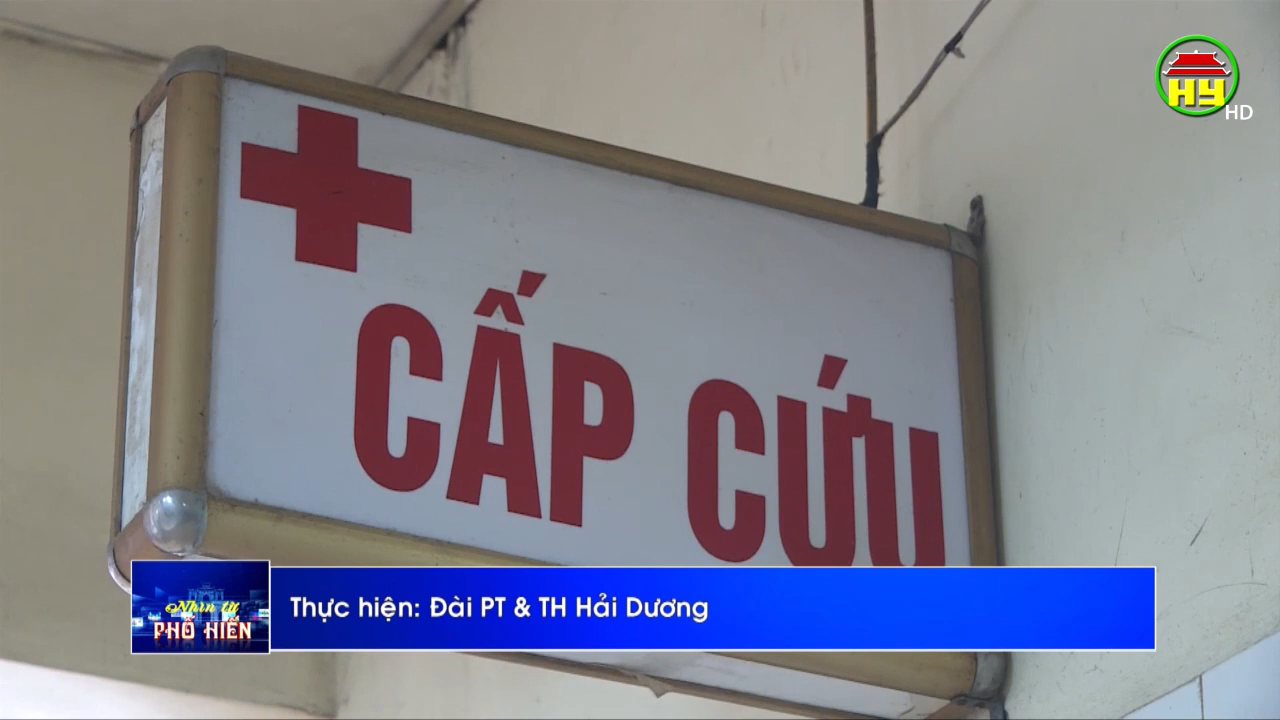 HY
HD
CẤP CỨU
Nhìn từ
PHỐ HIẾN
Thực hiện: Đài PT & TH Hải Dương